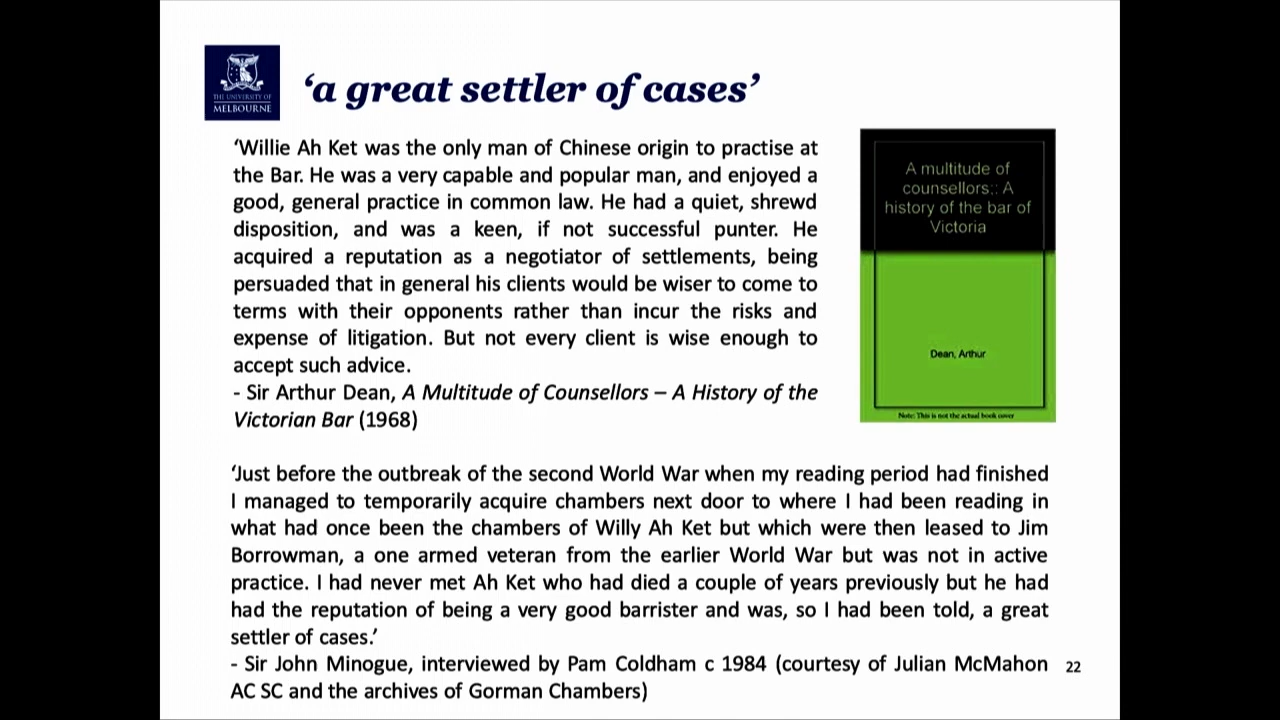 THE UNIVERSITY OF
MELBOURNE
‘a great settler of cases’
‘Willie Ah Ket was the only man of Chinese origin to practise at
the Bar. He was a very capable and popular man, and enjoyed a
good, general practice in common law. He had a quiet, shrewd
disposition, and was a keen, if not successful punter. He
acquired a reputation as a negotiator of settlements, being
persuaded that in general his clients would be wiser to come to
terms with their opponents rather than incur the risks and
expense of litigation. But not every client is wise enough to
accept such advice.
- Sir Arthur Dean, A Multitude of Counsellors – A History of the
Victorian Bar (1968)
A multitude of
counsellors;: A
history of the bar of
Victoria
Dean, Arthur
Note: This is not the actual book cover
‘Just before the outbreak of the second World War when my reading period had finished
I managed to temporarily acquire chambers next door to where I had been reading in
what had once been the chambers of Willy Ah Ket but which were then leased to Jim
Borrowman, a one armed veteran from the earlier World War but was not in active
practice. I had never met Ah Ket who had died a couple of years previously but he had
had the reputation of being a very good barrister and was, so I had been told, a great
settler of cases.’
- Sir John Minogue, interviewed by Pam Coldham c 1984 (courtesy of Julian McMahon
AC SC and the archives of Gorman Chambers)
22